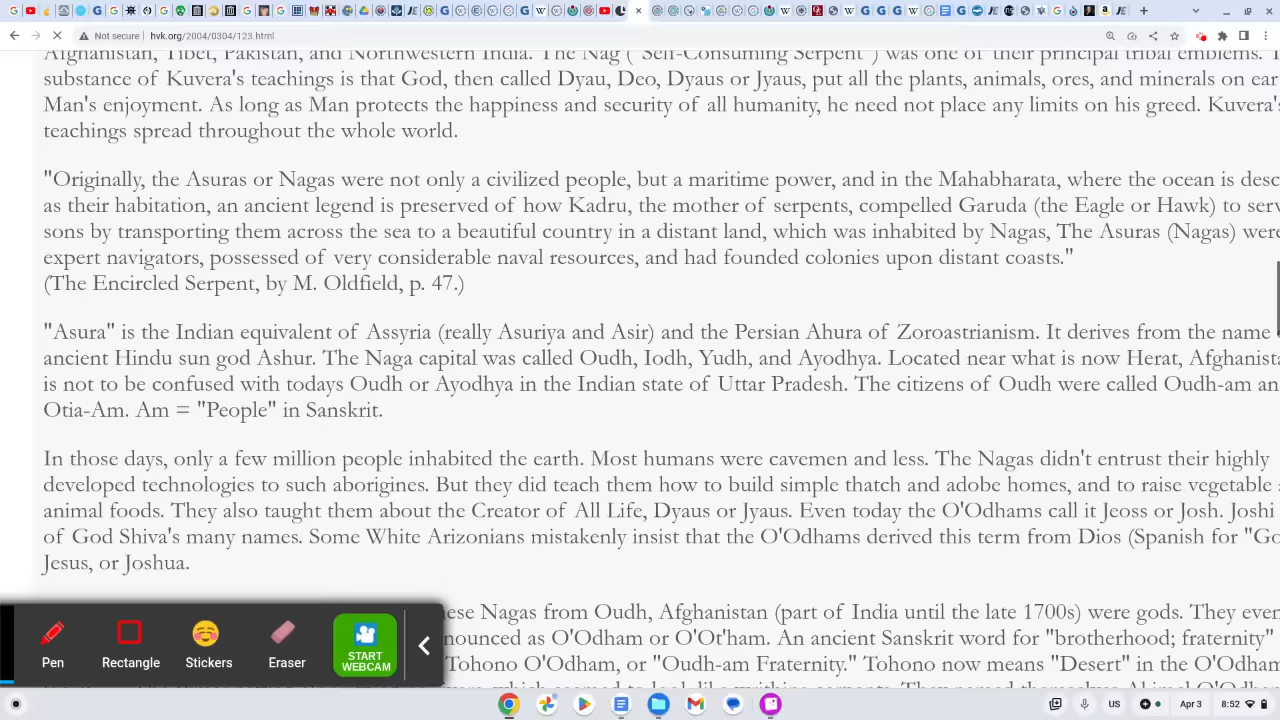 Not secure | hvk.org/2004/0304/123.html
Afghanistan, Tibet, Pakistan, and Northwestern India. The Nag ("Self-Consuming Serpent") was one of their principal tribal emblems.
substance of Kuvera's teachings is that God, then called Dyau, Deo, Dyaus or Jyaus, put all the plants, animals, ores, and minerals on
Man's enjoyment. As long as Man protects the happiness and security of all humanity, he need not place any limits on his greed. Kuvera's
teachings spread throughout the whole world.
"Originally, the Asuras or Nagas were not only a civilized people, but a maritime power, and in the Mahabharata, where the ocean is desc
as their habitation, an ancient legend is preserved of how Kadru, the mother of serpents, compelled Garuda (the Eagle or Hawk) to serv
sons by transporting them across the sea to a beautiful country in a distant land, which was inhabited by Nagas, The Asuras (Nagas) were
expert navigators, possessed of very considerable naval resources, and had founded colonies upon distant coasts."
(The Encircled Serpent, by M. Oldfield, p. 47.)
"Asura" is the Indian equivalent of Assyria (really Asuriya and Asir) and the Persian Ahura of Zoroastrianism. It derives from the name
ancient Hindu sun god Ashur. The Naga capital was called Oudh, Iodh, Yudh, and Ayodhya. Located near what is now Herat, Afghanista
is not to be confused with todays Oudh or Ayodhya in the Indian state of Uttar Pradesh. The citizens of Oudh were called Oudh-am an
Otia-Am. Am = "People" in Sanskrit.
In those days, only a few million people inhabited the earth. Most humans were cavemen and less. The Nagas didn't entrust their highly
developed technologies to such aborigines. But they did teach them how to build simple thatch and adobe homes, and to raise vegetable
animal foods. They also taught them about the Creator of All Life, Dyaus or Jyaus. Even today the O'Odhams call it Jeoss or Josh. Joshi
of God Shiva's many names. Some White Arizonians mistakenly insist that the O'Odhams derived this term from Dios (Spanish for "Go
Jesus, or Joshua.
ese Nagas from Oudh, Afghanistan (part of India until the late 1700s) were gods. They even
nounced as O'Odham or O'Ot'ham. An ancient Sanskrit word for "brotherhood; fraternity"
Tohono O'Odham, or "Oudh-am Fraternity." Tohono now means "Desert" in the O'Odham
Pen
Rectangle
Stickers
Eraser
START
WEBCAM
US
Apr 3
8:52